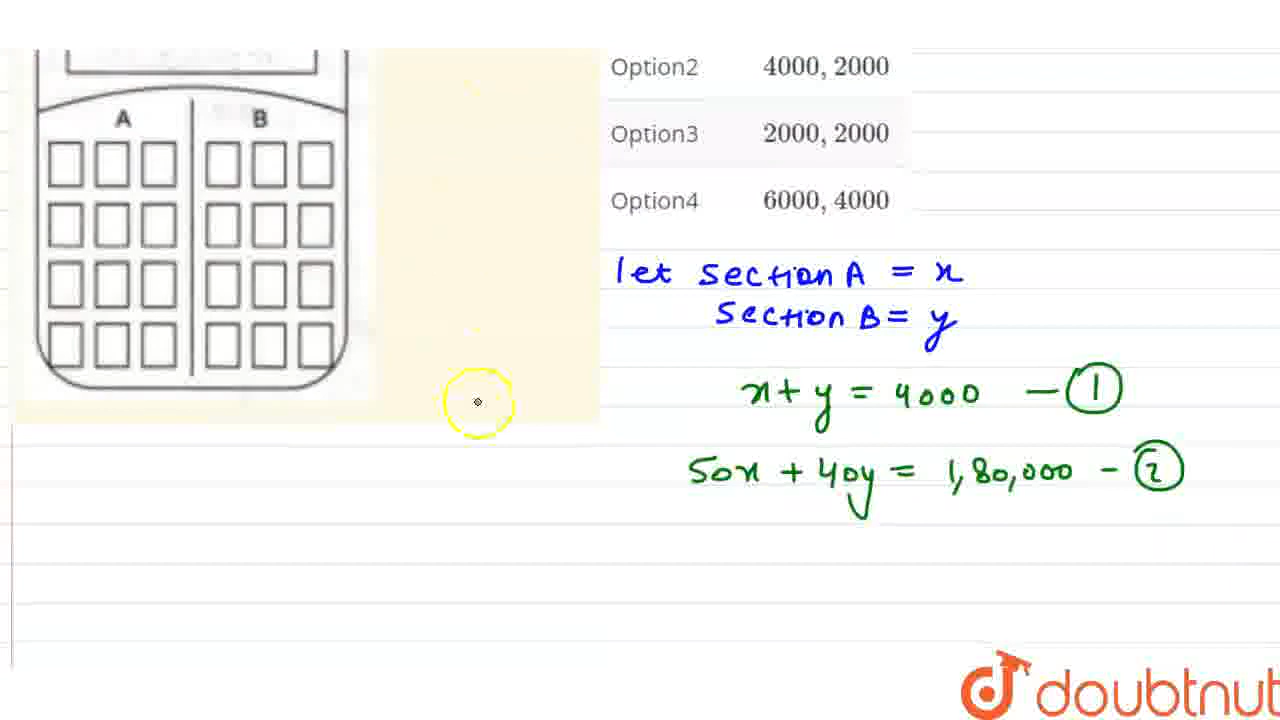 A B
Option2 4000, 2000
Option3 2000, 2000
Option4 6000, 4000
let section A = x
section B = y
x + y = 4000 — 1
50x + 40y = 1,80,000 – 2
doubtnut